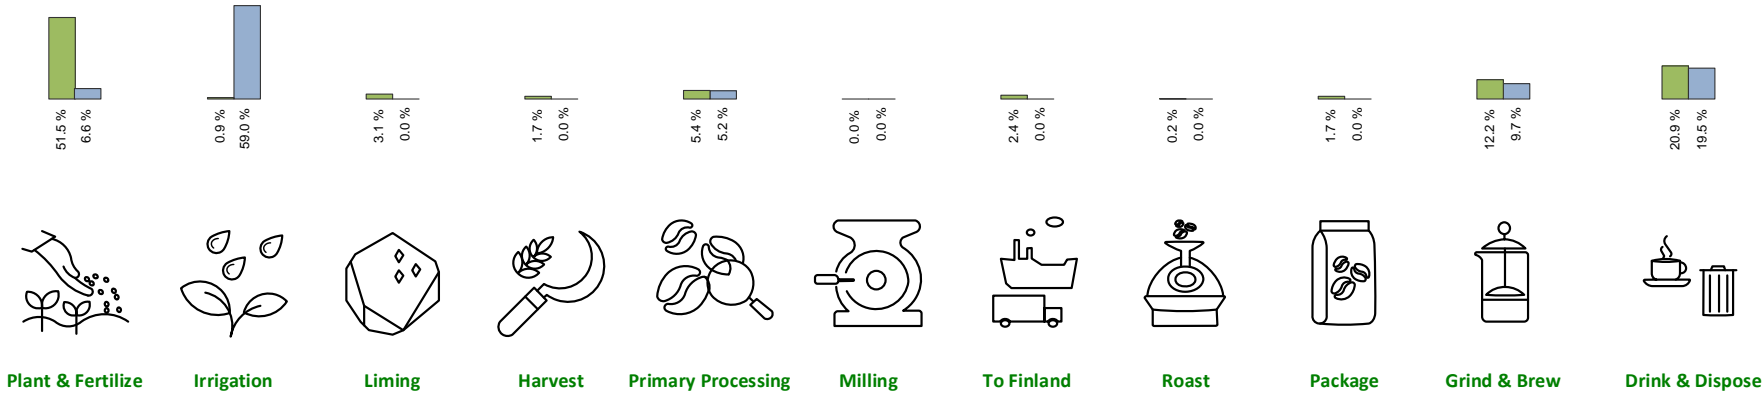 51.5 % 6.6 %
0.9 % 59.0 %
3.1 % 0.0 %
1.7 % 0.0 %
5.4 % 5.2 %
0.0 % 0.0 %
2.4 % 0.0 %
0.2 % 0.0 %
1.7 % 0.0 %
12.2 % 9.7 %
20.9 % 19.5 %
Plant & Fertilize
Irrigation
Liming
Harvest
Primary Processing
Milling
To Finland
Roast
Package
Grind & Brew
Drink & Dispose